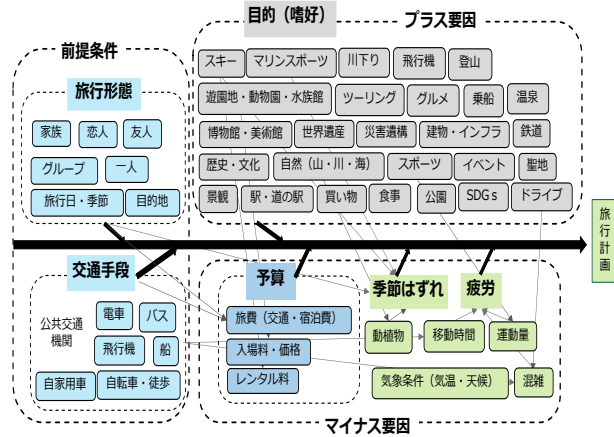 前提条件
旅行形態
家族
恋人
友人
グループ
一人
旅行日・季節
目的地
目的（嗜好）
プラス要因
スキー
マリンスポーツ
川下り
飛行機
登山
遊園地・動物園・水族館
ツーリング
グルメ
乗船
温泉
博物館・美術館
世界遺産
災害遺構
建物・インフラ
鉄道
歴史・文化
自然（山・川・海）
スポーツ
イベント
聖地
景観
駅・道の駅
買い物
食事
公園
SDGｓ
ドライブ
旅行計画
交通手段
公共交通
機関
電車
バス
飛行機
船
自家用車
自転車・徒歩
予算
旅費（交通・宿泊費）
入場料・価格
レンタル料
季節はずれ
疲労
動植物
移動時間
運動量
気象条件（気温・天候）
混雑
マイナス要因